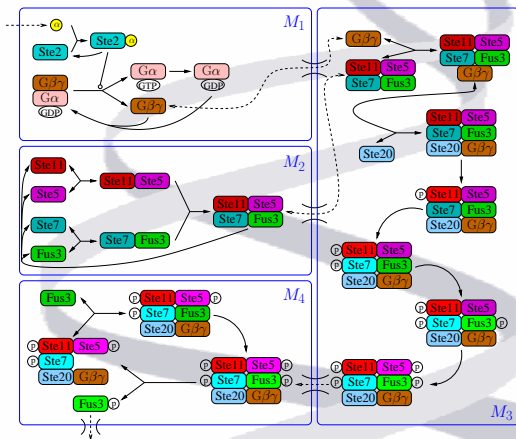 M1
α
Ste2
Ste2 α
Gβγ
Gα
GDP
Gα
GTP
Gα
GDP
Gβγ
M2
Ste11
Ste5
Ste7
Fus3
Ste11 Ste5
Ste7 Fus3
Ste11 Ste5
Ste7 Fus3
M4
Fus3
P Ste11 Ste5 P
P Ste7 Fus3
Ste20 Gβγ
P Ste11 Ste5 P
P Ste7
Ste20 Gβγ
Fus3 P
P Ste11 Ste5 P
P Ste7 Fus3 P
Ste20 Gβγ
Gβγ
Ste11 Ste5
Ste7 Fus3
Ste11 Ste5
Ste7 Fus3
Gβγ
Ste20
Ste11 Ste5
Ste7 Fus3
Ste20 Gβγ
P Ste11 Ste5
Ste7 Fus3
Ste20 Gβγ
P Ste11 Ste5
P Ste7 Fus3
Ste20 Gβγ
P Ste11 Ste5
P Ste7 Fus3 P
Ste20 Gβγ
P Ste11 Ste5 P
P Ste7 Fus3 P
Ste20 Gβγ
M3